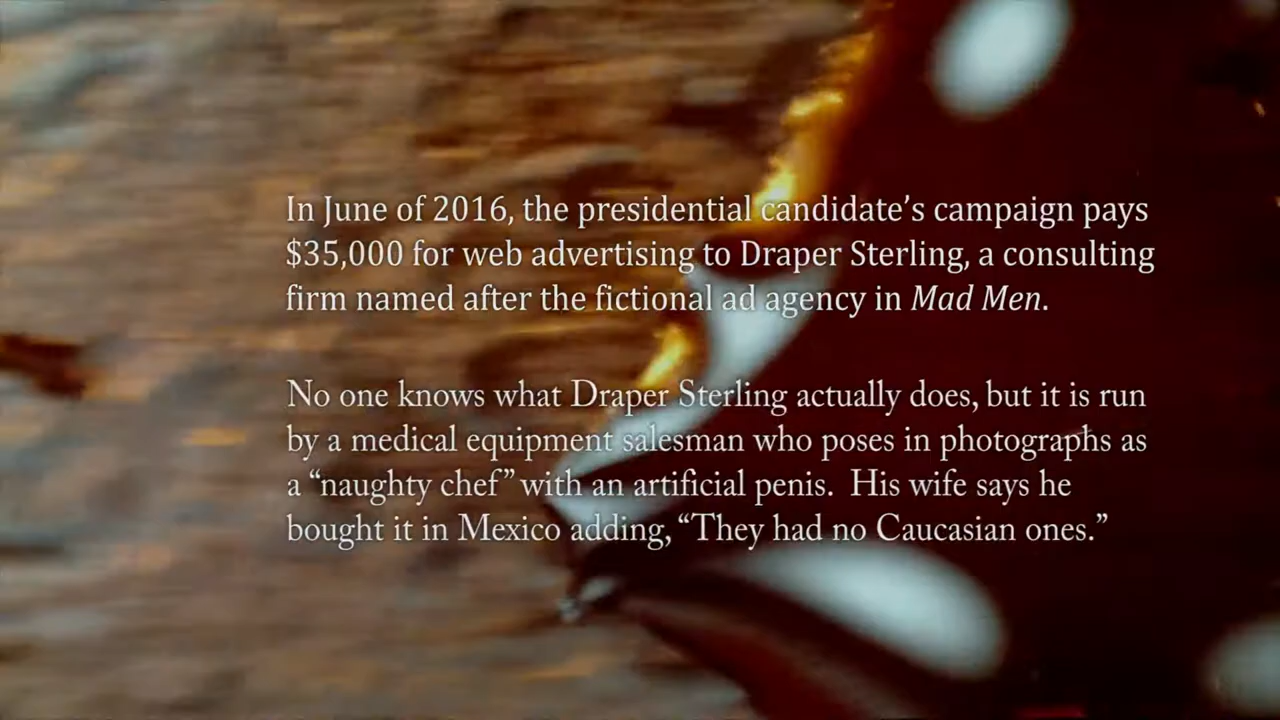 In June of 2016, the presidential candidate’s campaign pays
$35,000 for web advertising to Draper Sterling, a consulting
firm named after the fictional ad agency in Mad Men.
No one knows what Draper Sterling actually does, but it is run
by a medical equipment salesman who poses in photographs as
a “naughty chef” with an artificial penis.  His wife says he
bought it in Mexico adding, “They had no Caucasian ones.”